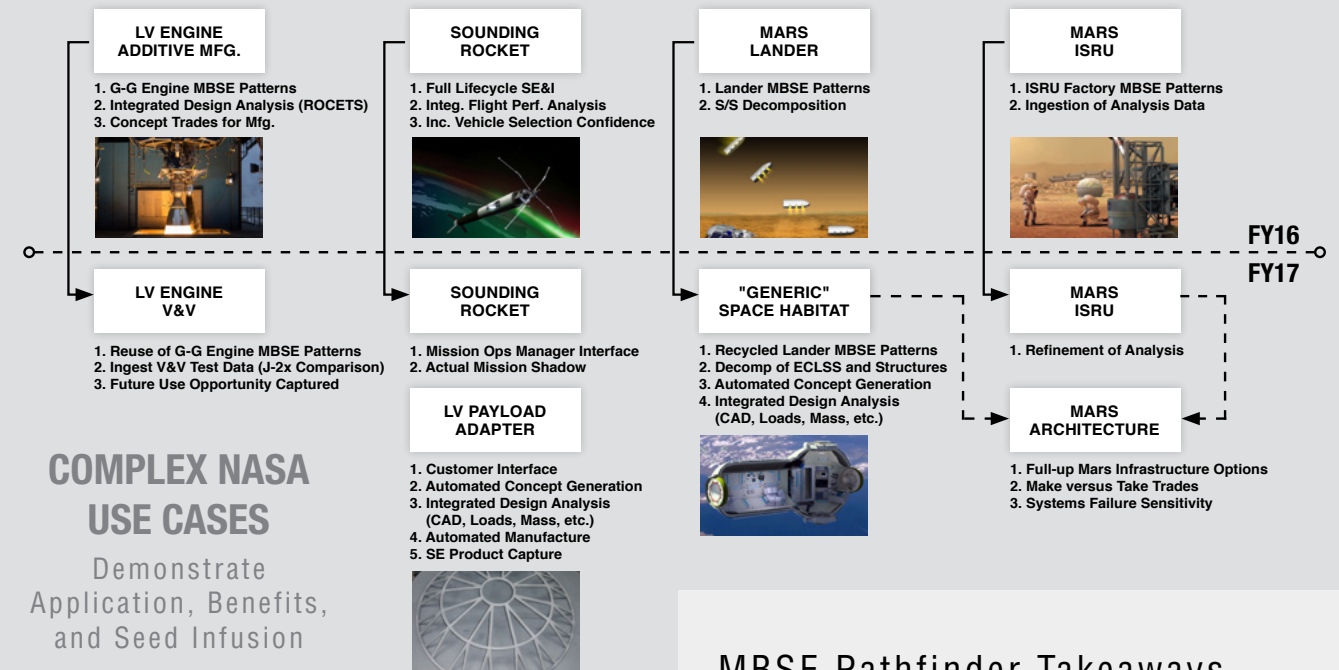 LV ENGINE
ADDITIVE MFG.
1. G-G Engine MBSE Patterns
2. Integrated Design Analysis (ROCETS)
3. Concept Trades for Mfg.
SOUNDING
ROCKET
1. Full Lifecycle SE&I
2. Integ. Flight Perf. Analysis
3. Inc. Vehicle Selection Confidence
MARS
LANDER
1. Lander MBSE Patterns
2. S/S Decomposition
MARS
ISRU
1. ISRU Factory MBSE Patterns
2. Ingestion of Analysis Data
FY16
FY17
LV ENGINE
V&V
1. Reuse of G-G Engine MBSE Patterns
2. Ingest V&V Test Data (J-2x Comparison)
3. Future Use Opportunity Captured
SOUNDING
ROCKET
1. Mission Ops Manager Interface
2. Actual Mission Shadow
LV PAYLOAD
ADAPTER
1. Customer Interface
2. Automated Concept Generation
3. Integrated Design Analysis
(CAD, Loads, Mass, etc.)
4. Automated Manufacture
5. SE Product Capture
"GENERIC"
SPACE HABITAT
1. Recycled Lander MBSE Patterns
2. Decomp of ECLSS and Structures
3. Automated Concept Generation
4. Integrated Design Analysis
(CAD, Loads, Mass, etc.)
MARS
ISRU
1. Refinement of Analysis
MARS
ARCHITECTURE
1. Full-up Mars Infrastructure Options
2. Make versus Take Trades
3. Systems Failure Sensitivity
COMPLEX NASA
USE CASES
Demonstrate
Application, Benefits,
and Seed Infusion
MBSE Pathfinder Takeaways